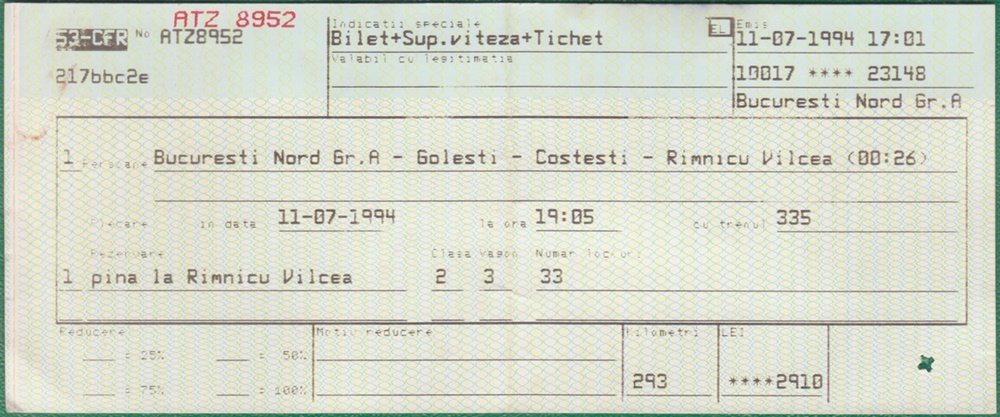 ATZ 8952
S3-CFR No ATZ8952
217bbc2e
Indicatii speciale
Bilet+Sup.viteza+Tichet
Valabil cu legitimatia
EL
Emis
11-07-1994 17:01
10017 **** 23148
Bucuresti Nord Gr.A
1 Persoane Bucuresti Nord Gr.A - Golesti - Costesti - Rimnicu Vilcea (00:26)
Plecare in data 11-07-1994 la ora 19:05 cu trenul 335
Rezervare Clasa Vagon Numar locuri
1 pina la Rimnicu Vilcea 2 3 33
Reducere Motiv reducere Kilometri LEI
= 25% = 50%
= 75% = 100%
293 ****2910